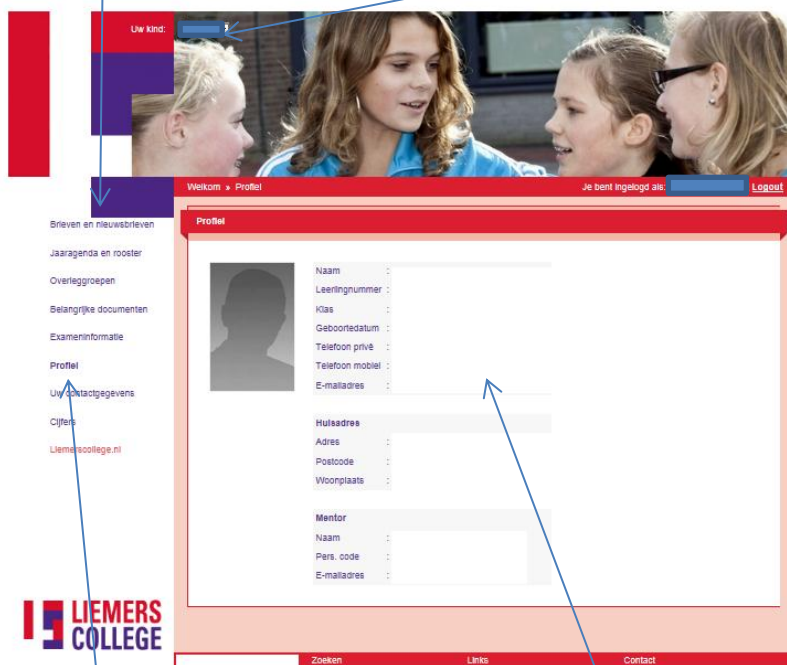 Uw kind:
Welkom » Profiel
Je bent ingelogd als:
Logout
Brieven en nieuwsbrieven
Jaaragenda en rooster
Overleggroepen
Belangrijke documenten
Exameninformatie
Profiel
Uw contactgegevens
Cijfers
Liemerscollege.nl
Profiel
Naam :
Leerlingnummer :
Klas :
Geboortedatum :
Telefoon privé :
Telefoon mobiel :
E-mailadres :
Huisadres
Adres :
Postcode :
Woonplaats :
Mentor
Naam :
Pers. code :
E-mailadres :
LIEMERS
COLLEGE
Zoeken
Links
Contact